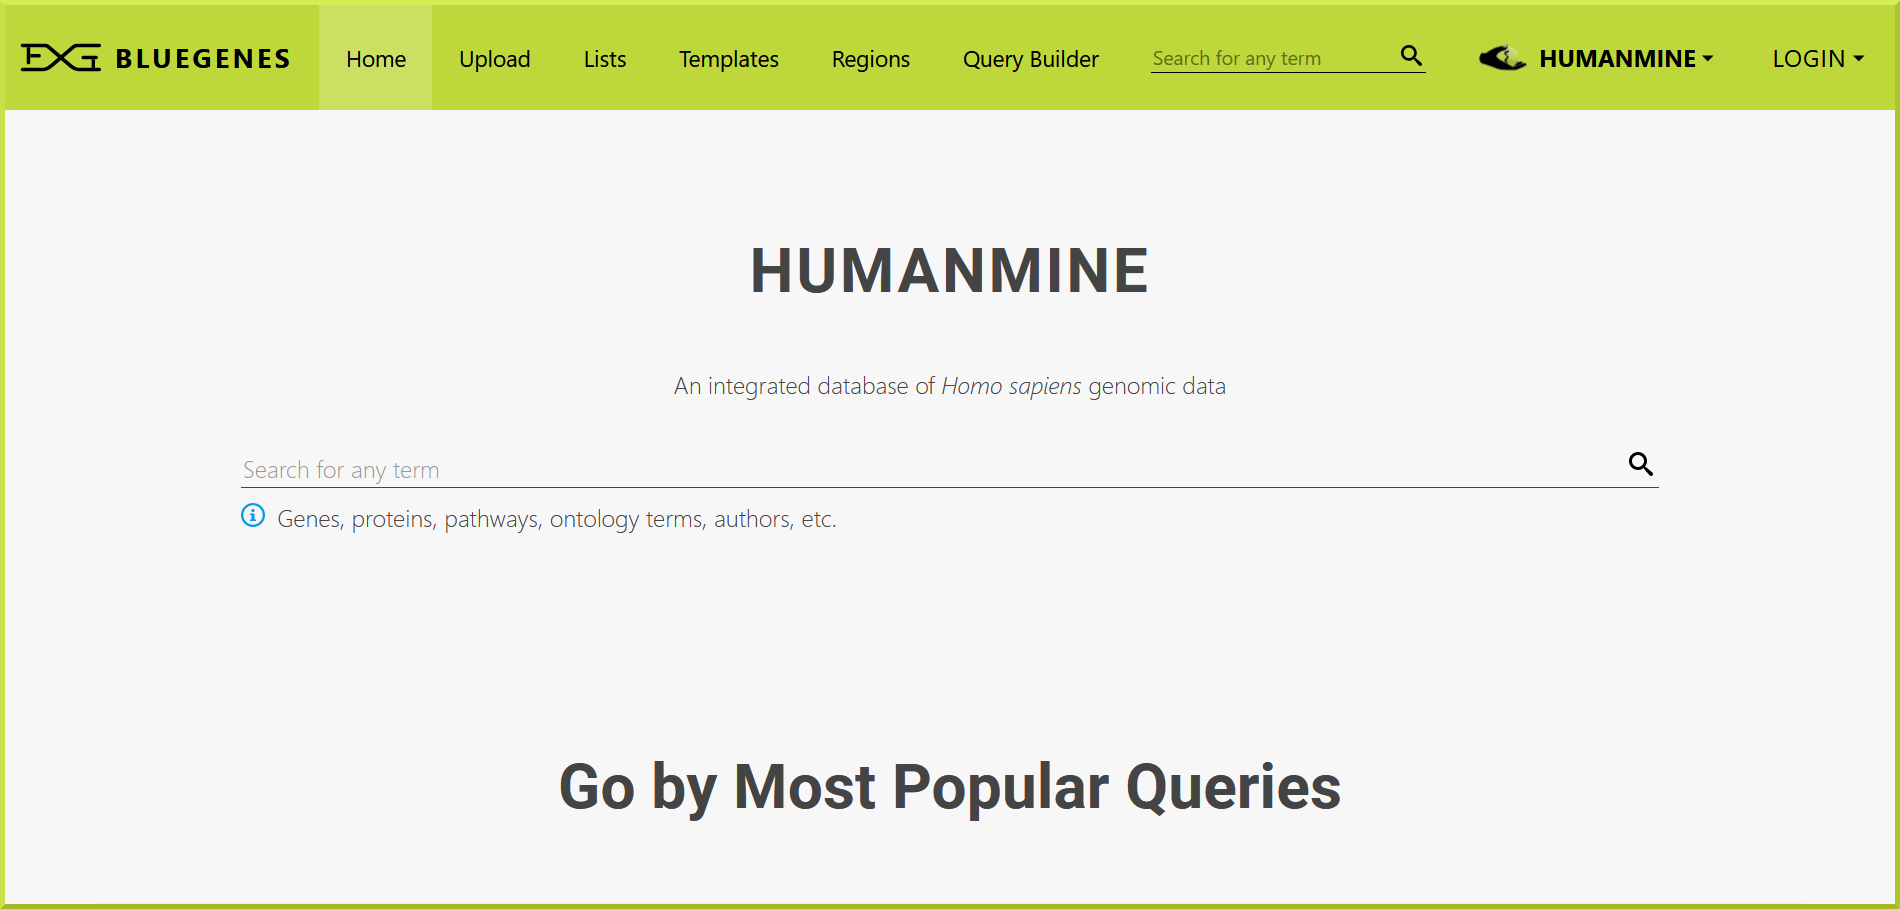 BLUEGENES Home Upload Lists Templates Regions Query Builder Search for any term HUMANMINE LOGIN
HUMANMINE
An integrated database of Homo sapiens genomic data
Search for any term
Genes, proteins, pathways, ontology terms, authors, etc.
Go by Most Popular Queries